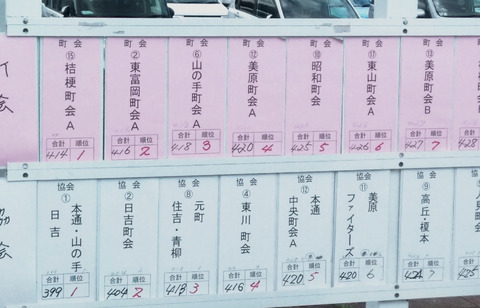 町会
⑮
桔梗町会A
合計 順位
414 1
町会
②
東富岡町会A
合計 順位
416 2
町会
⑥
山の手町会A
合計 順位
418 3
町会
⑫
美原町会A
合計 順位
420 4
町会
⑩
昭和町会
合計 順位
425 5
町会
⑰
東山町会A
合計 順位
426 6
町会
⑬
美原町会B
合計 順位
427 7
428
会
協会
①
本通・山の手
日吉
合計 順位
399 1
協会
②
日吉町会
合計 順位
404 2
協会
⑧
元町
住吉・青柳
合計 順位
413 3
協会
④
東川町会
合計 順位
416 4
協会
⑫
本通
中央町会A
合計 順位
420 5
協会
⑪
美原
ファイターズ
合計 順位
420 6
協会
⑨
高丘・榎本
合計 順位
424 7
合計
425